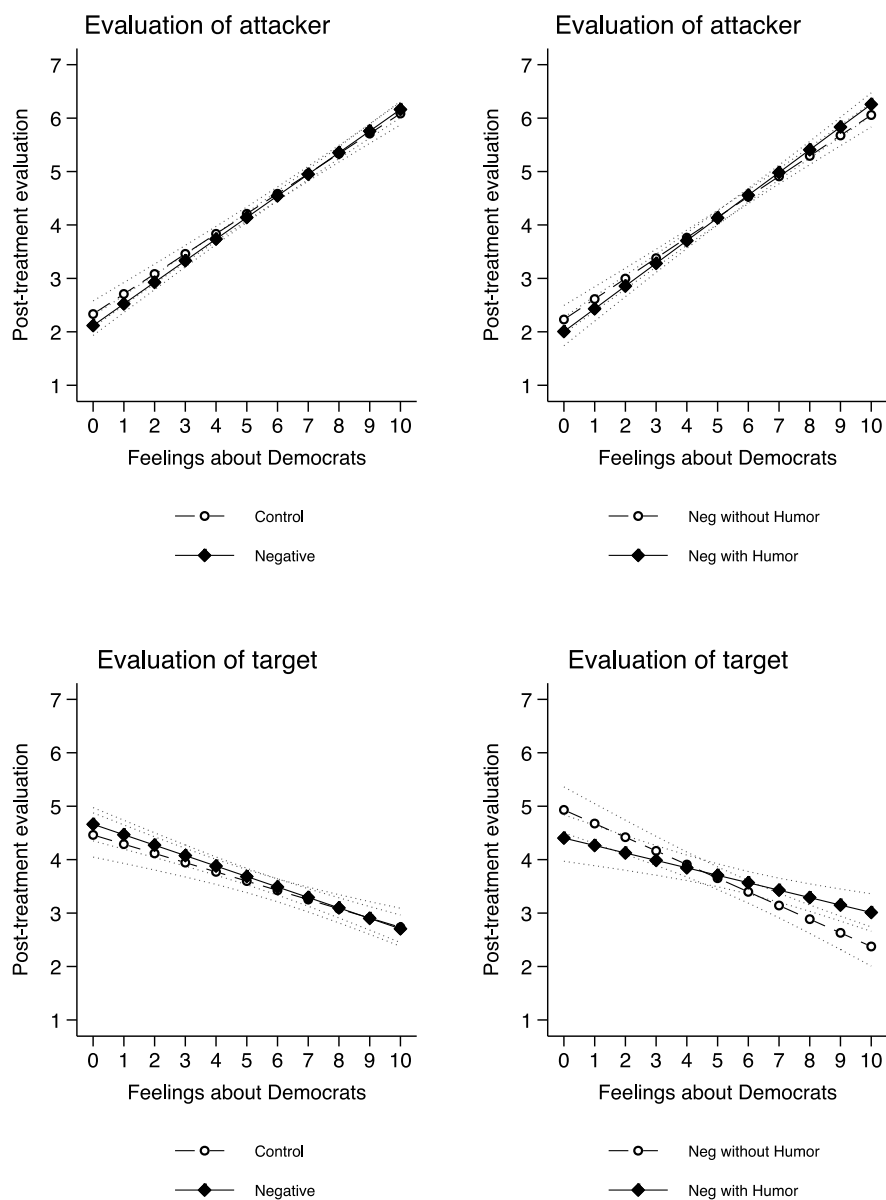 Evaluation of attacker
7
6
5
4
3
2
1
Post-treatment evaluation
0 1 2 3 4 5 6 7 8 9 10
Feelings about Democrats
Control
Negative
Evaluation of attacker
7
6
5
4
3
2
1
Post-treatment evaluation
0 1 2 3 4 5 6 7 8 9 10
Feelings about Democrats
Neg without Humor
Neg with Humor
Evaluation of target
7
6
5
4
3
2
1
Post-treatment evaluation
0 1 2 3 4 5 6 7 8 9 10
Feelings about Democrats
Control
Negative
Evaluation of target
7
6
5
4
3
2
1
Post-treatment evaluation
0 1 2 3 4 5 6 7 8 9 10
Feelings about Democrats
Neg without Humor
Neg with Humor